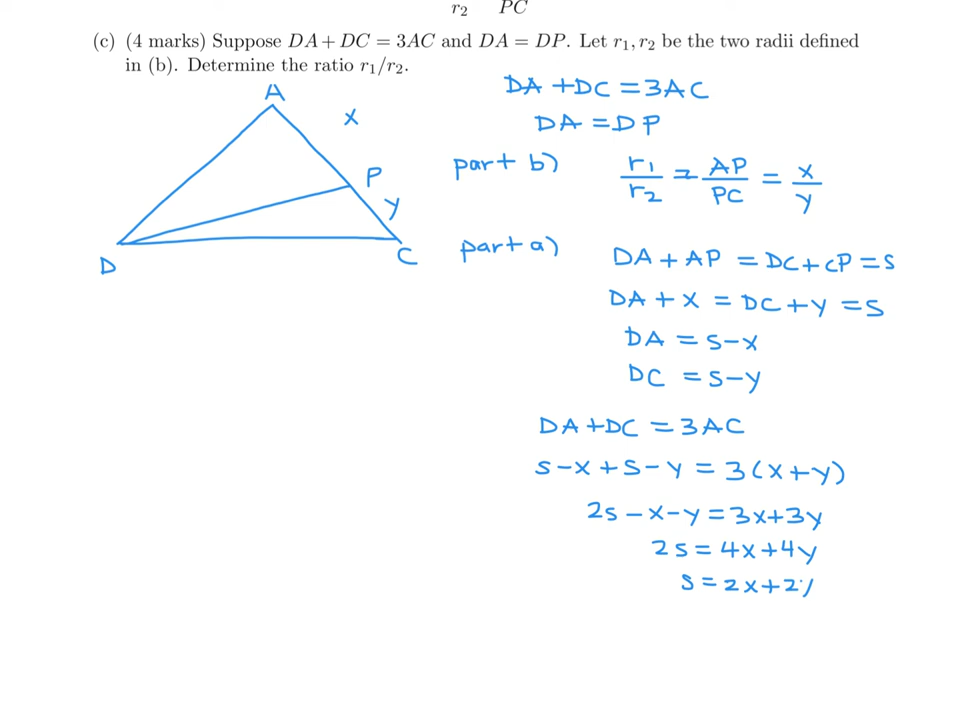 r2 PC
(c) (4 marks) Suppose DA + DC = 3AC and DA = DP. Let r1, r2 be the two radii defined
in (b). Determine the ratio r1/r2.
A
x
P
y
D
C
DA + DC = 3AC
DA = DP
part b) r1/r2 = AP/PC = x/y
part a) DA + AP = DC + CP = S
DA + x = DC + y = S
DA = S - x
DC = S - y
DA + DC = 3AC
S - x + S - y = 3(x + y)
2S - x - y = 3x + 3y
2S = 4x + 4y
S = 2x + 2y